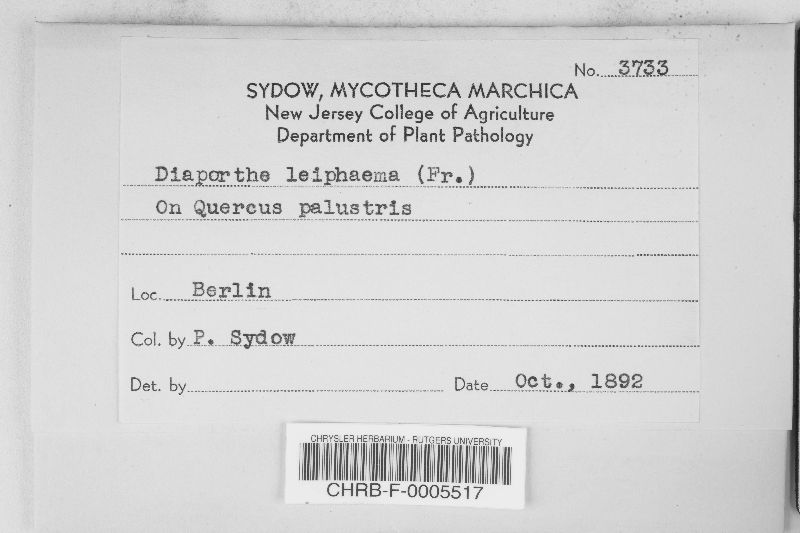 No. 3733
SYDOW, MYCOTHECA MARCHICA
New Jersey College of Agriculture
Department of Plant Pathology
Diaporthe leiphaema (Fr.)
On Quercus palustris
Loc. Berlin
Col. by P. Sydow
Det. by Date Oct., 1892
CHRYSLER HERBARIUM - RUTGERS UNIVERSITY
CHRB-F-0005517